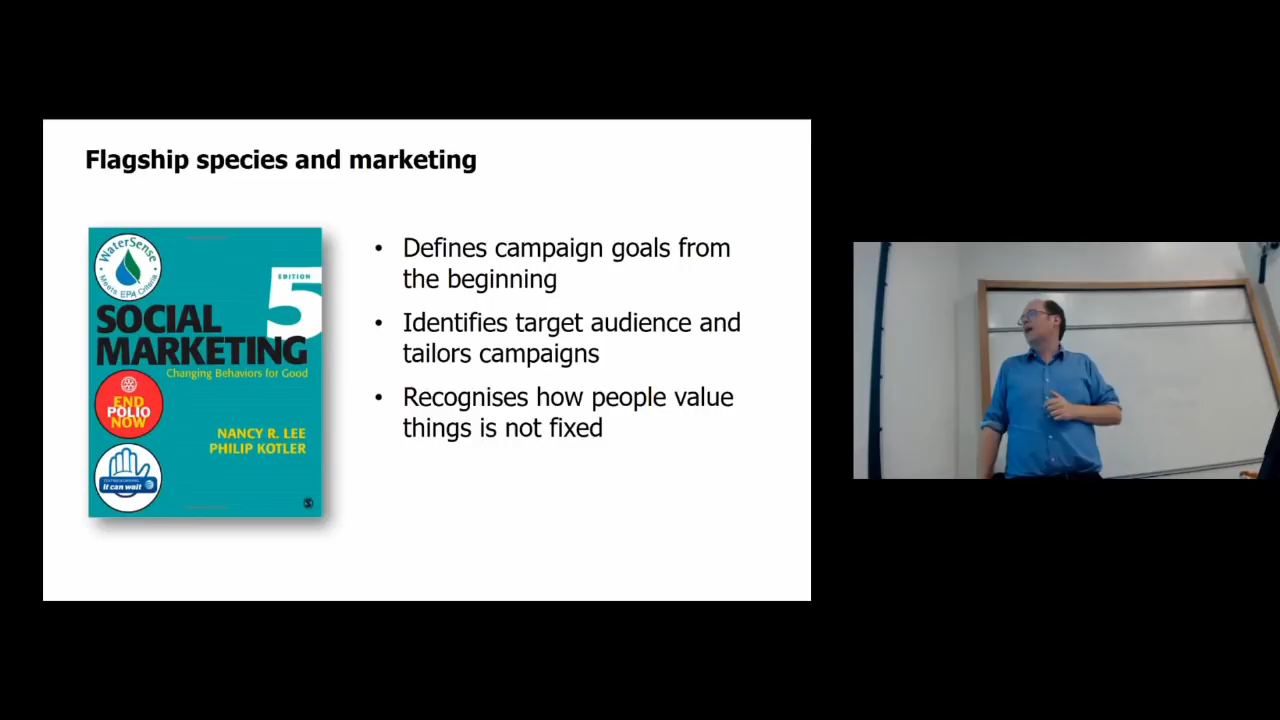 Flagship species and marketing
WaterSense
Meets EPA Criteria
EDITION
5
SOCIAL
MARKETING
Changing Behaviors for Good
END
POLIO
NOW
NANCY R. LEE
PHILIP KOTLER
It can wait
• Defines campaign goals from
the beginning
• Identifies target audience and
tailors campaigns
• Recognises how people value
things is not fixed